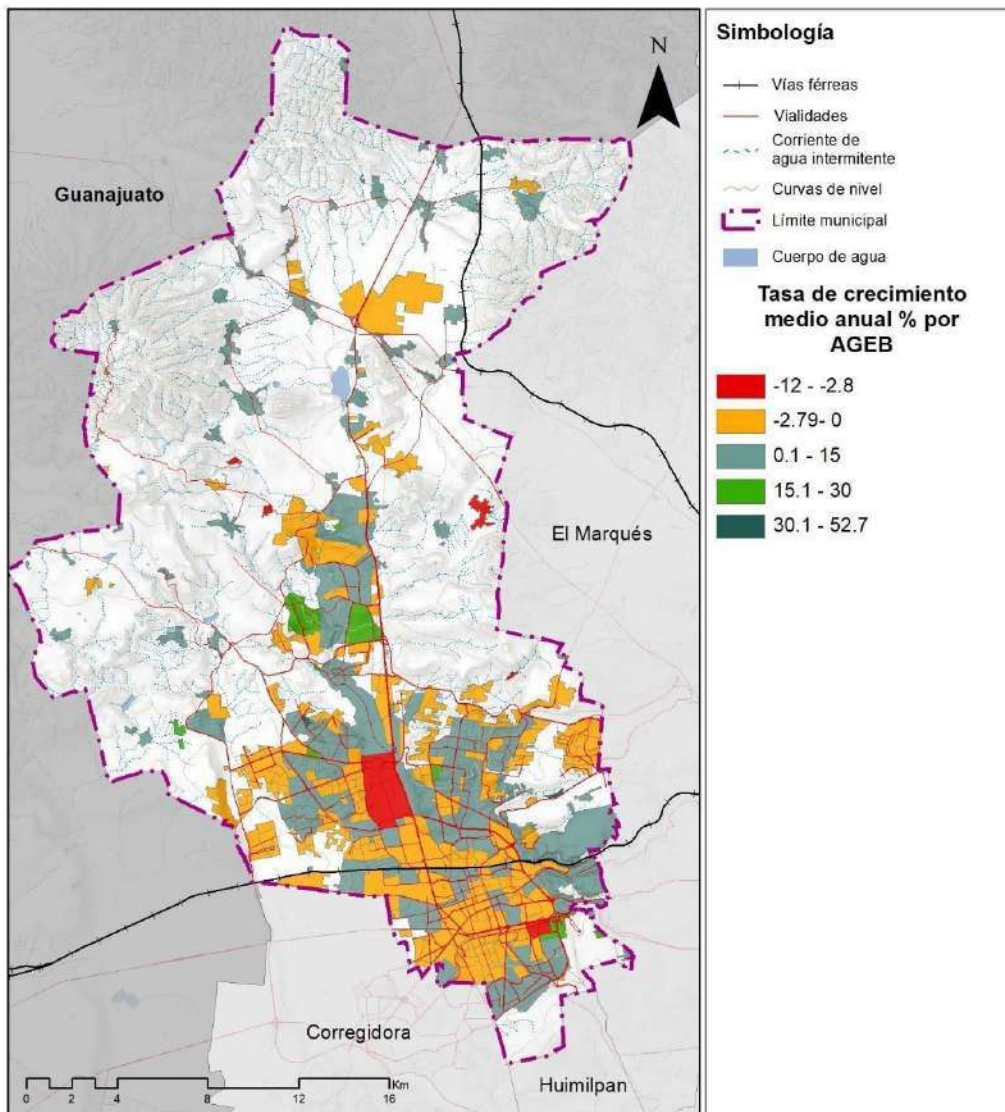 N
Guanajuato
El Marqués
Corregidora
Huimilpan
0 2 4 8 12 16 Km
Simbología
Vías férreas
Vialidades
Corriente de
agua intermitente
Curvas de nivel
Límite municipal
Cuerpo de agua
Tasa de crecimiento
medio anual % por
AGEB
-12 - -2.8
-2.79- 0
0.1 - 15
15.1 - 30
30.1 - 52.7